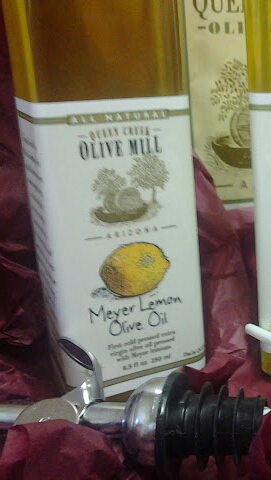 ALL NATURAL
QUEEN CREEK
OLIVE MILL
ARIZONA
Meyer Lemon
Olive Oil
First cold pressed extra
virgin olive oil pressed
with Meyer lemons
8.5 fl oz 250 ml
QUE
-OLI
A